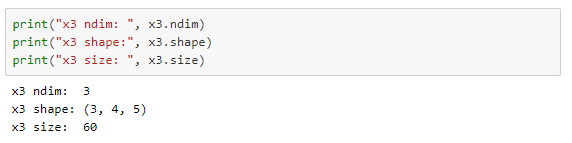 print("x3 ndim: ", x3.ndim)
print("x3 shape:", x3.shape)
print("x3 size: ", x3.size)
x3 ndim:  3
x3 shape: (3, 4, 5)
x3 size:  60